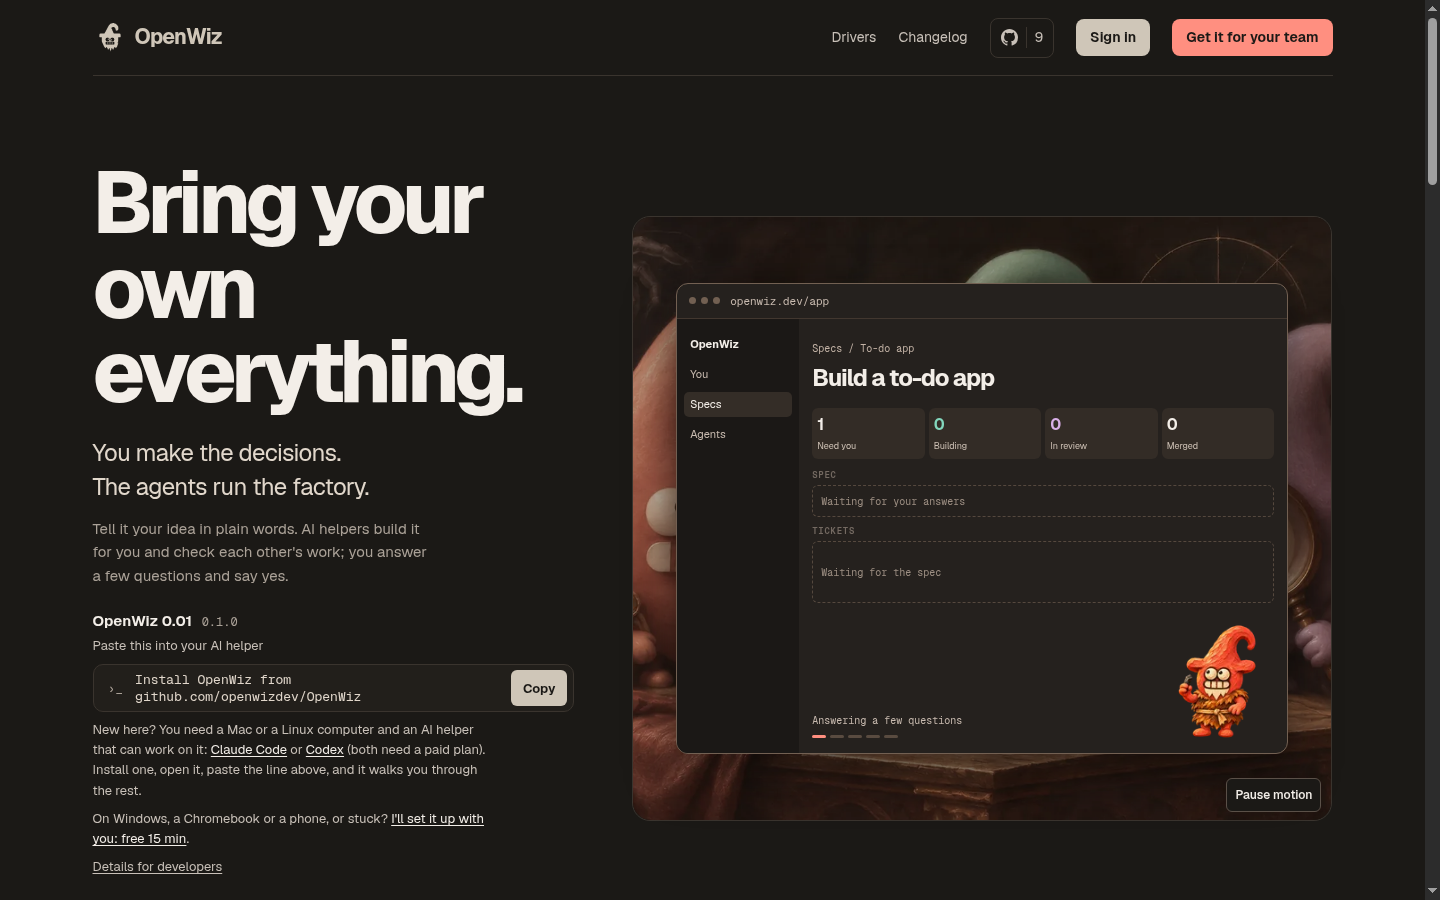 OpenWiz
Drivers
Changelog
9
Sign in
Get it for your team
Bring your
own
everything.
You make the decisions.
The agents run the factory.
Tell it your idea in plain words. AI helpers build it
for you and check each other's work; you answer
a few questions and say yes.
OpenWiz 0.01 0.1.0
Paste this into your AI helper
›_ Install OpenWiz from
github.com/openwizdev/OpenWiz
Copy
New here? You need a Mac or a Linux computer and an AI helper
that can work on it: Claude Code or Codex (both need a paid plan).
Install one, open it, paste the line above, and it walks you through
the rest.
On Windows, a Chromebook or a phone, or stuck? I'll set it up with
you: free 15 min.
Details for developers
openwiz.dev/app
OpenWiz
You
Specs
Agents
Specs / To-do app
Build a to-do app
1
Need you
0
Building
0
In review
0
Merged
SPEC
Waiting for your answers
TICKETS
Waiting for the spec
Answering a few questions
Pause motion